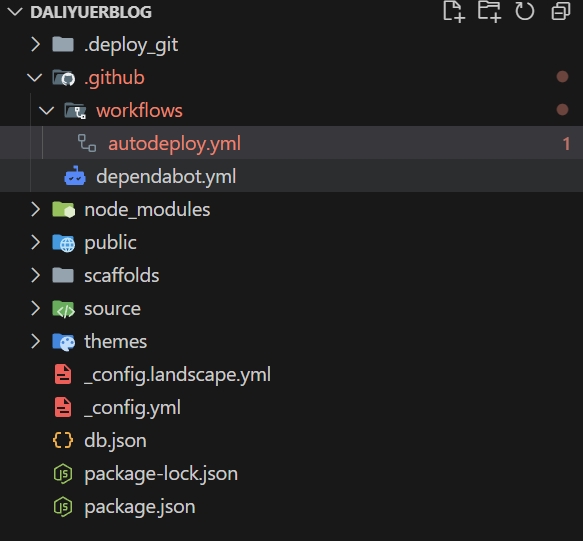 DALIYUERBLOG
.deploy_git
.github
workflows
autodeploy.yml 1
dependabot.yml
node_modules
public
scaffolds
source
themes
_config.landscape.yml
_config.yml
db.json
package-lock.json
package.json